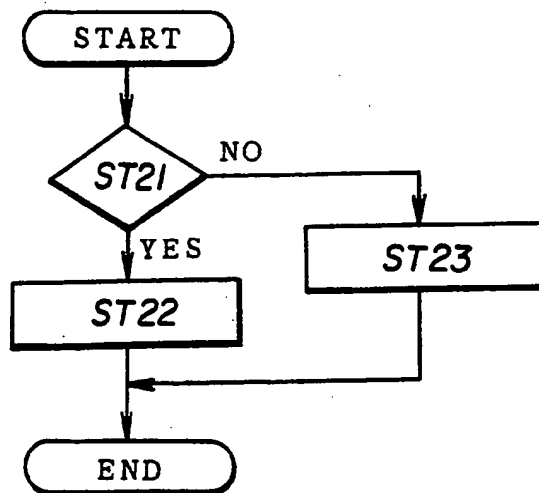 START
ST21
NO
YES
ST22
ST23
END